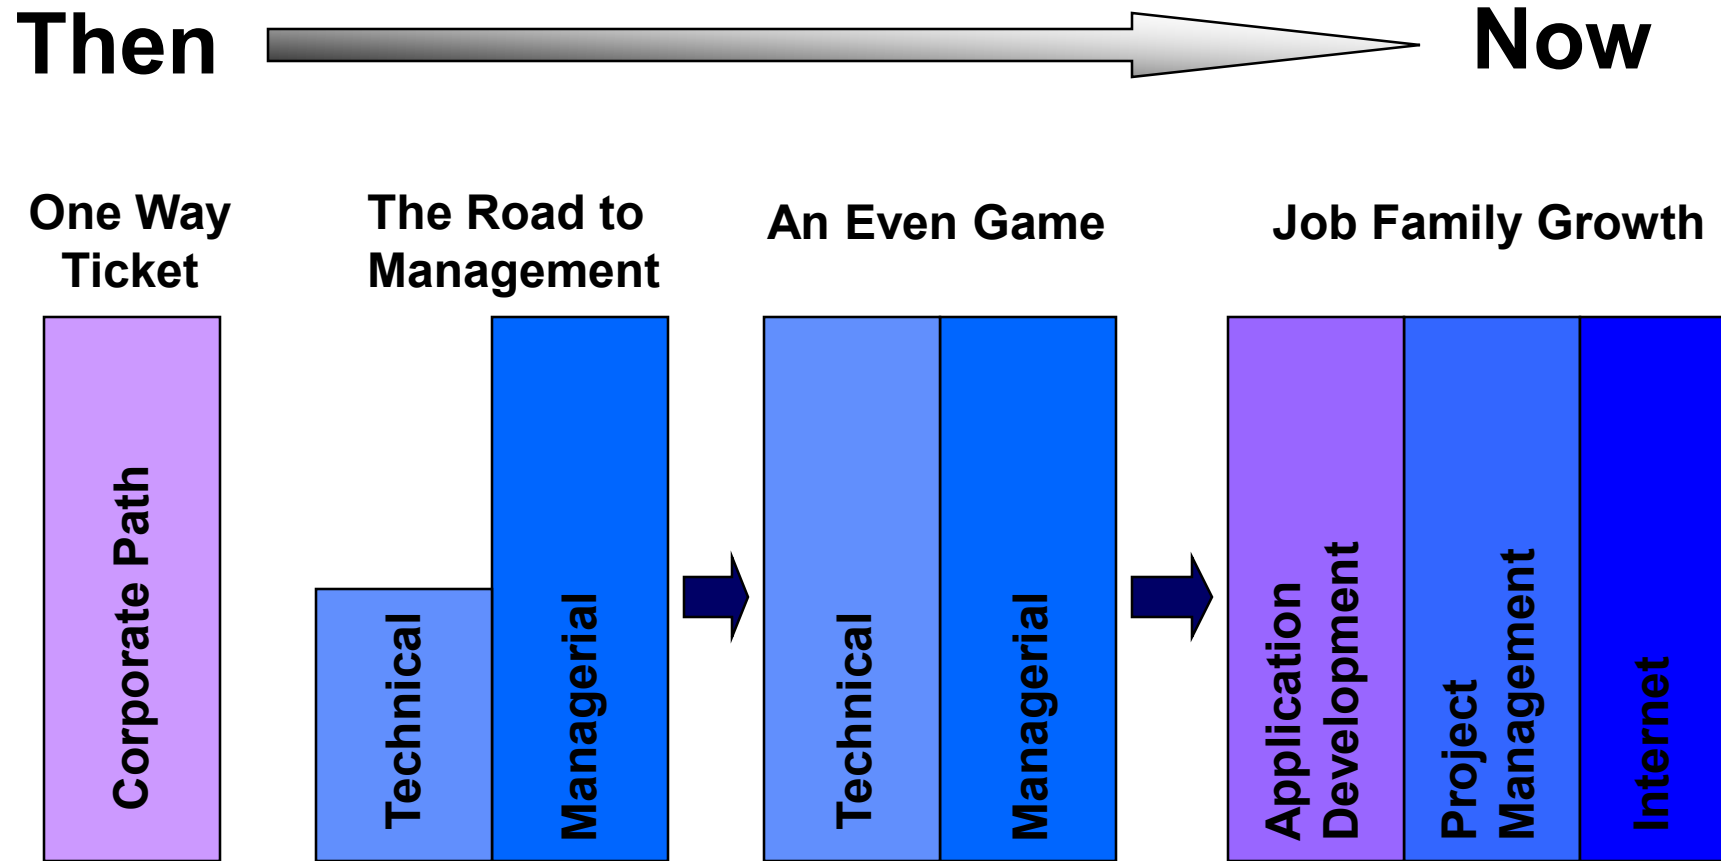 Then
Now
One Way
Ticket
The Road to
Management
An Even Game
Job Family Growth
Corporate Path
Technical
Managerial
Technical
Managerial
Application
Development
Project
Management
Internet